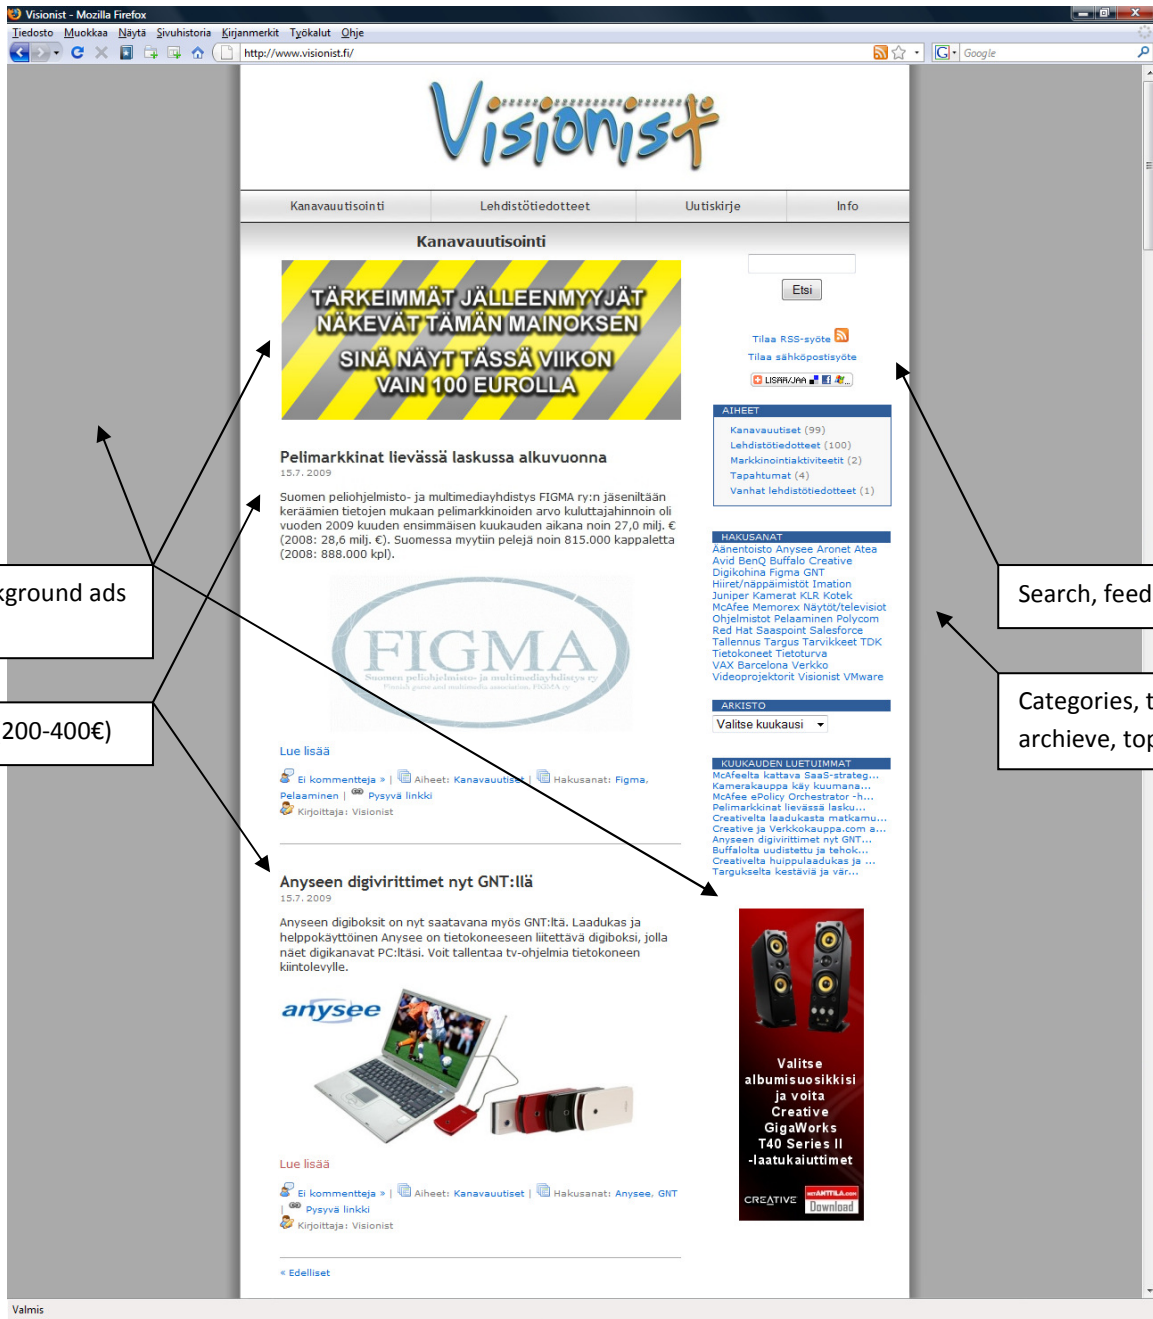 Visionist - Mozilla Firefox
Tiedosto Muokkaa Näytä Sivuhistoria Kirjanmerkit Työkalut Ohje
http://www.visionist.fi/
G Google
Visionist
Kanavauutisointi Lehdistötiedotteet Uutiskirje Info
Kanavauutisointi
TÄRKEIMMÄT JÄLLEENMYYJÄT
NÄKEVÄT TÄMÄN MAINOKSEN
SINÄ NÄYT TÄSSÄ VIIKON
VAIN 100 EUROLLA
Pelimarkkinat lievässä laskussa alkuvuonna
15.7. 2009
Suomen peliohjelmisto- ja multimediayhdistys FIGMA ry:n jäseniltään
keräämien tietojen mukaan pelimarkkinoiden arvo kuluttajahinnoin oli
vuoden 2009 kuuden ensimmäisen kuukauden aikana noin 27,0 milj. €
(2008: 28,6 milj. €). Suomessa myytiin pelejä noin 815.000 kappaletta
(2008: 888.000 kpl).
FIGMA
Suomen peliohjelmisto- ja multimediayhdistys ry
Finnish game and multimedia association, FIGMA ry
Lue lisää
Ei kommentteja » | Aiheet: Kanavauutiset | Hakusanat: Figma,
Pelaaminen | Pysyvä linkki
Kirjoittaja: Visionist
Anyseen digivirittimet nyt GNT:llä
15.7. 2009
Anyseen digiboksit on nyt saatavana myös GNT:ltä. Laadukas ja
helppokäyttöinen Anysee on tietokoneeseen liitettävä digiboksi, jolla
näet digikanavat PC:ltäsi. Voit tallentaa tv-ohjelmia tietokoneen
kiintolevylle.
anysee
Lue lisää
Ei kommentteja » | Aiheet: Kanavauutiset | Hakusanat: Anysee, GNT
| Pysyvä linkki
Kirjoittaja: Visionist
« Edelliset
Etsi
Tilaa RSS-syöte
Tilaa sähköpostisyöte
LISÄÄ/JAA
AIHEET
Kanavauutiset (99)
Lehdistötiedotteet (100)
Markkinointiaktiviteetit (2)
Tapahtumat (4)
Vanhat lehdistötiedotteet (1)
HAKUSANAT
Äänentoisto Anysee Aronet Atea
Avid BenQ Buffalo Creative
Digikohina Figma GNT
Hiiret/näppäimistöt Imation
Juniper Kamerat KLR Kotek
McAfee Memorex Näytöt/televisiot
Ohjelmistot Pelaaminen Polycom
Red Hat Saaspoint Salesforce
Tallennus Targus Tarvikkeet TDK
Tietokoneet Tietoturva
VAX Barcelona Verkko
Videoprojektorit Visionist VMware
ARKISTO
Valitse kuukausi
KUUKAUDEN LUETUIMMAT
McAfeelta kattava SaaS-strateg...
Kamerakauppa käy kuumana...
McAfee ePolicy Orchestrator -h...
Pelimarkkinat lievässä lasku...
Creativelta laadukasta matkamu...
Creative ja Verkkokauppa.com a...
Anyseen digivirittimet nyt GNT...
Buffalolta uudistettu ja tehok...
Creativelta huippulaadukas ja ...
Targukselta kestäviä ja vär...
Valitse
albumisuosikkisi
ja voita
Creative
GigaWorks
T40 Series II
-laatukaiuttimet
CREATIVE
NETANTTILA.COM
Download
kground ads
200-400€)
Search, feed
Categories, t
archieve, top
Valmis